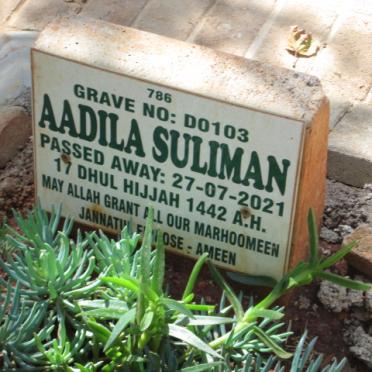 786
GRAVE NO: D0103
AADILA SULIMAN
PASSED AWAY: 27-07-2021
17 DHUL HIJJAH 1442 A.H.
MAY ALLAH GRANT ALL OUR MARHOOMEEN
OSE - AMEEN